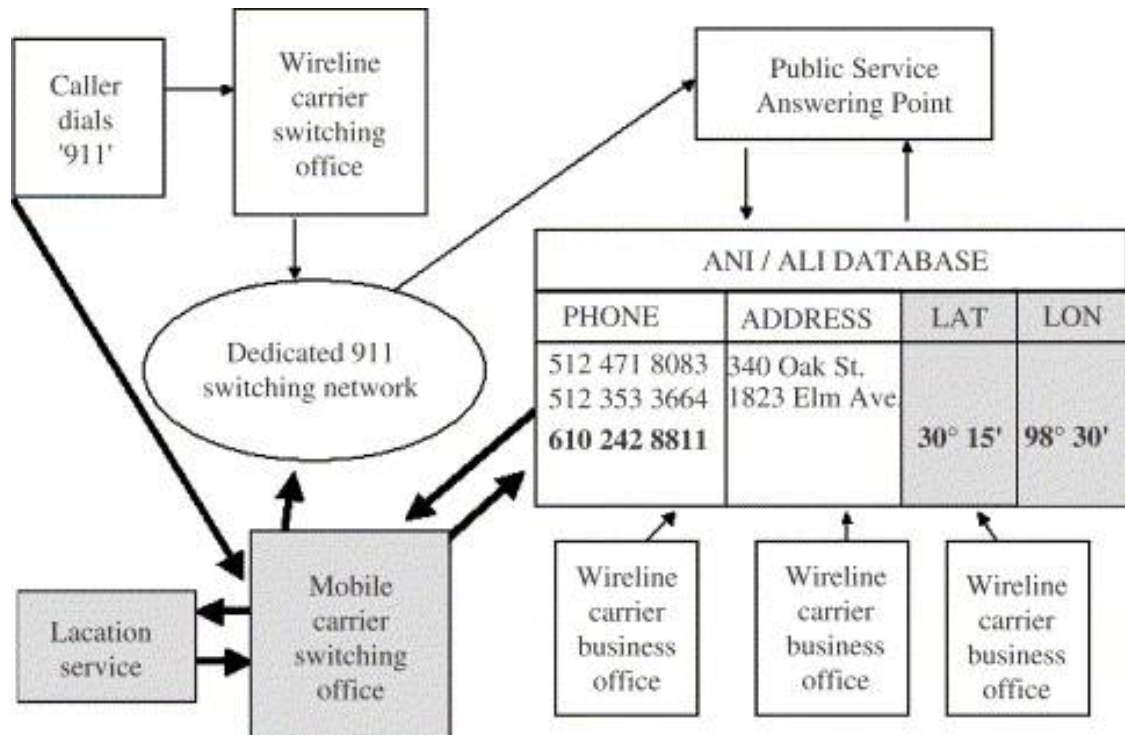 Caller
dials
'911'
Wireline
carrier
switching
office
Public Service
Answering Point
Dedicated 911
switching network
ANI / ALI DATABASE
PHONE ADDRESS LAT LON
512 471 8083 340 Oak St.
512 353 3664 1823 Elm Ave.
610 242 8811 30° 15' 98° 30'
Lacation
service
Mobile
carrier
switching
office
Wireline
carrier
business
office
Wireline
carrier
business
office
Wireline
carrier
business
office